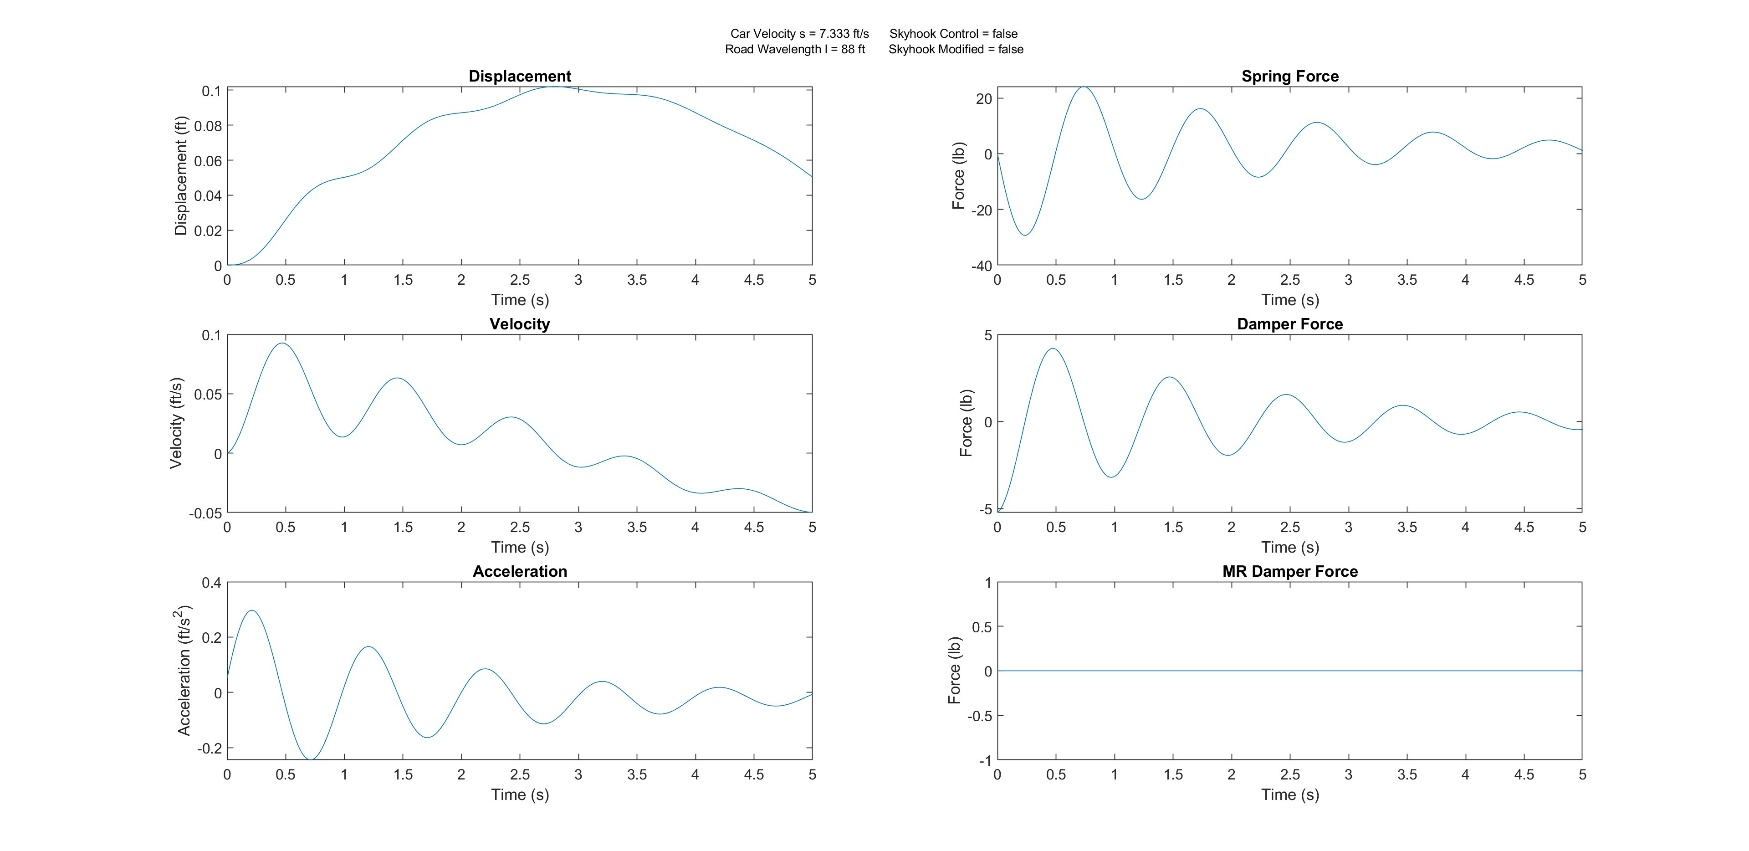 Car Velocity s = 7.333 ft/s Skyhook Control = false
Road Wavelength l = 88 ft Skyhook Modified = false
Displacement
Displacement (ft)
0.1
0.08
0.06
0.04
0.02
0
0 0.5 1 1.5 2 2.5 3 3.5 4 4.5 5
Time (s)
Spring Force
Force (lb)
20
0
-20
-40
0 0.5 1 1.5 2 2.5 3 3.5 4 4.5 5
Time (s)
Velocity
Velocity (ft/s)
0.1
0.05
0
-0.05
0 0.5 1 1.5 2 2.5 3 3.5 4 4.5 5
Time (s)
Damper Force
Force (lb)
5
0
-5
0 0.5 1 1.5 2 2.5 3 3.5 4 4.5 5
Time (s)
Acceleration
Acceleration (ft/s²)
0.4
0.2
0
-0.2
0 0.5 1 1.5 2 2.5 3 3.5 4 4.5 5
Time (s)
MR Damper Force
Force (lb)
1
0.5
0
-0.5
-1
0 0.5 1 1.5 2 2.5 3 3.5 4 4.5 5
Time (s)